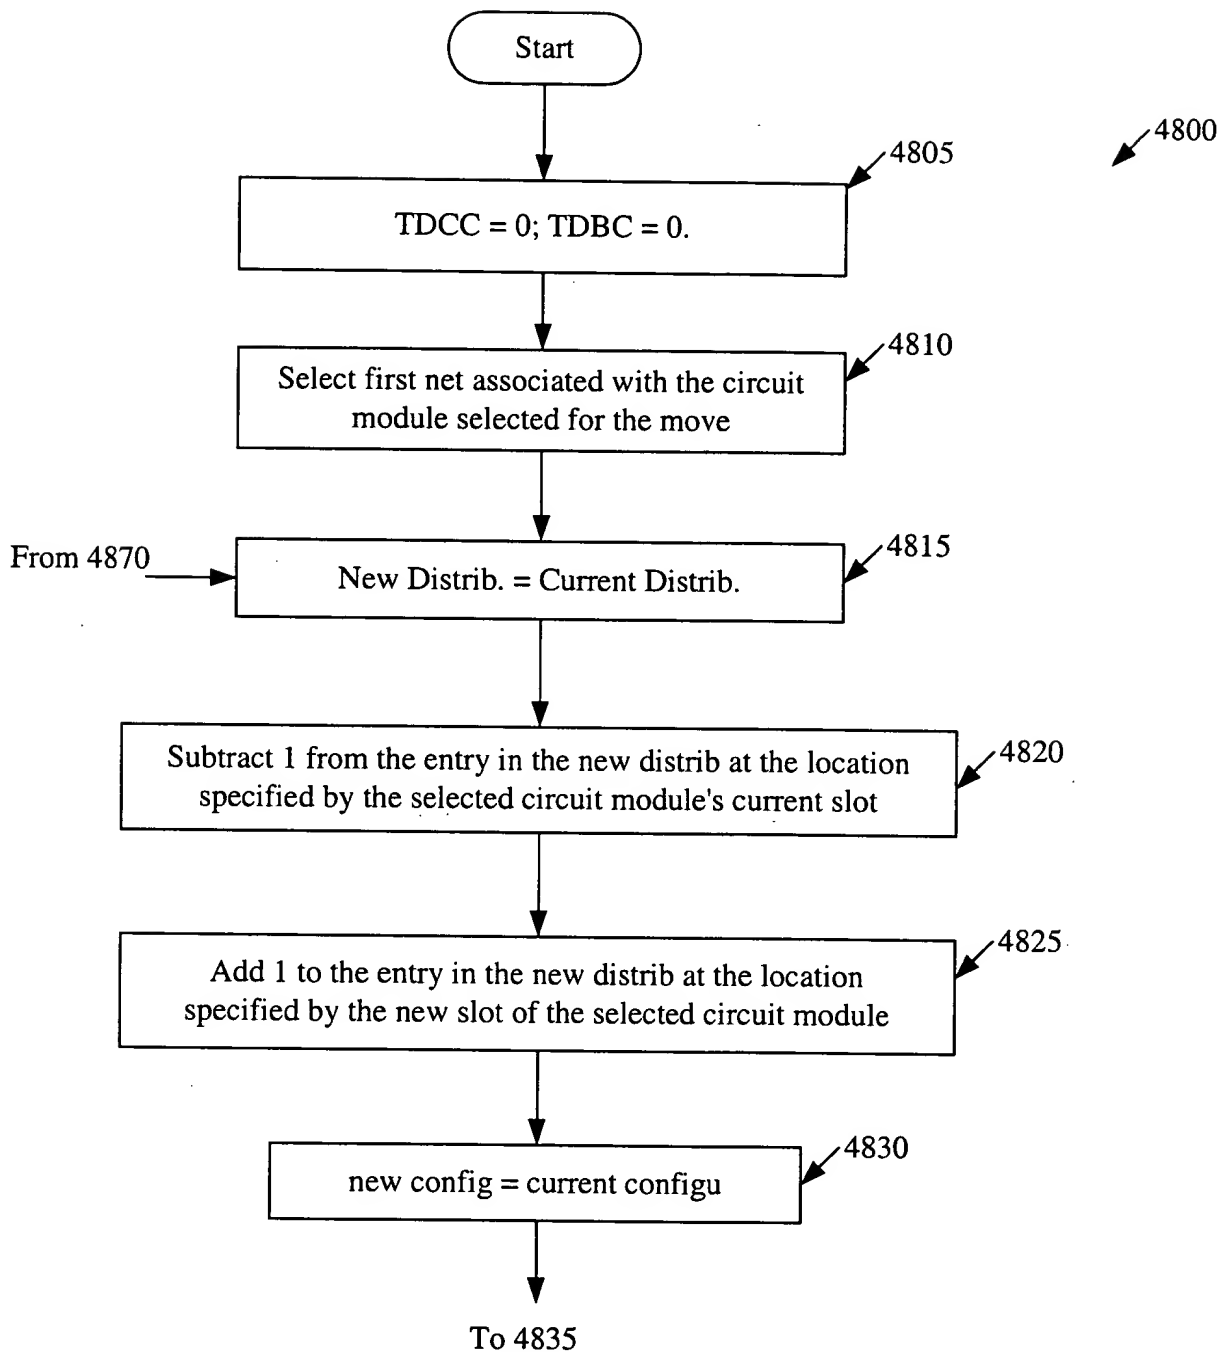 Start
4800
4805
TDCC = 0; TDBC = 0.
4810
Select first net associated with the circuit
module selected for the move
From 4870
4815
New Distrib. = Current Distrib.
4820
Subtract 1 from the entry in the new distrib at the location
specified by the selected circuit module's current slot
4825
Add 1 to the entry in the new distrib at the location
specified by the new slot of the selected circuit module
4830
new config = current configu
To 4835